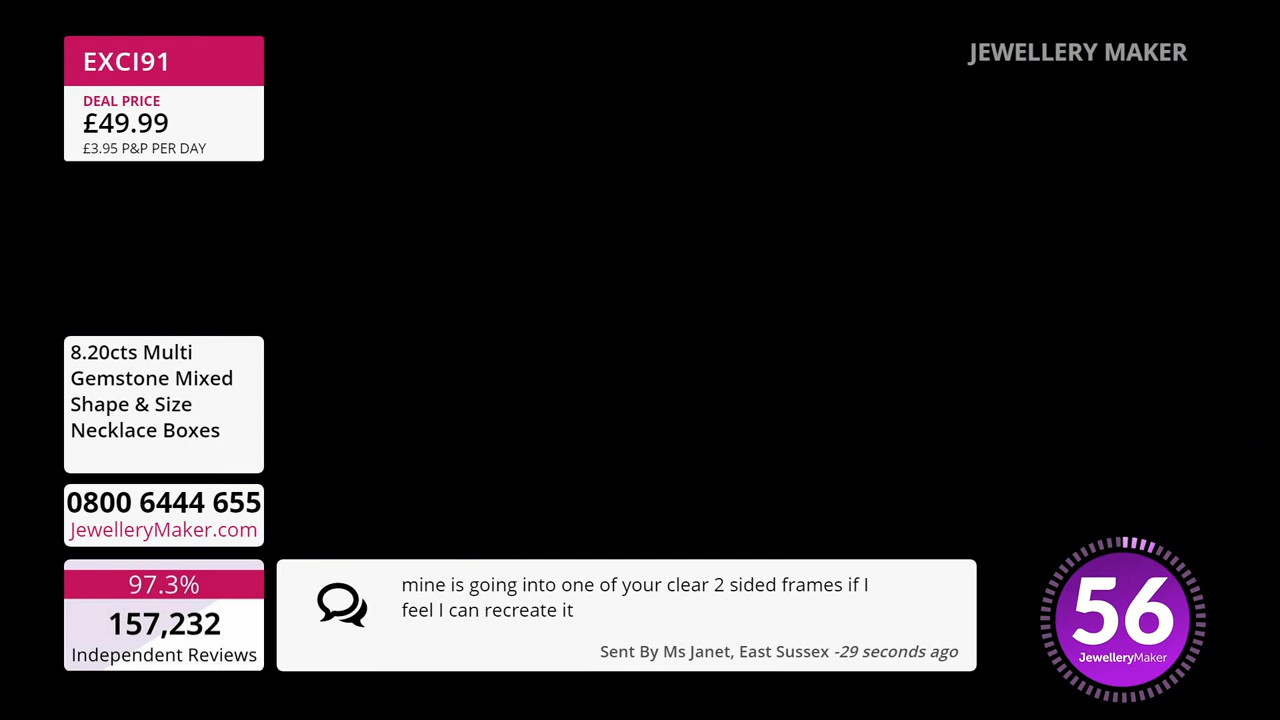 EXCI91
DEAL PRICE
£49.99
£3.95 P&P PER DAY
JEWELLERY MAKER
8.20cts Multi
Gemstone Mixed
Shape & Size
Necklace Boxes
0800 6444 655
JewelleryMaker.com
97.3%
157,232
Independent Reviews
mine is going into one of your clear 2 sided frames if I
feel I can recreate it
Sent By Ms Janet, East Sussex -29 seconds ago
56
JewelleryMaker